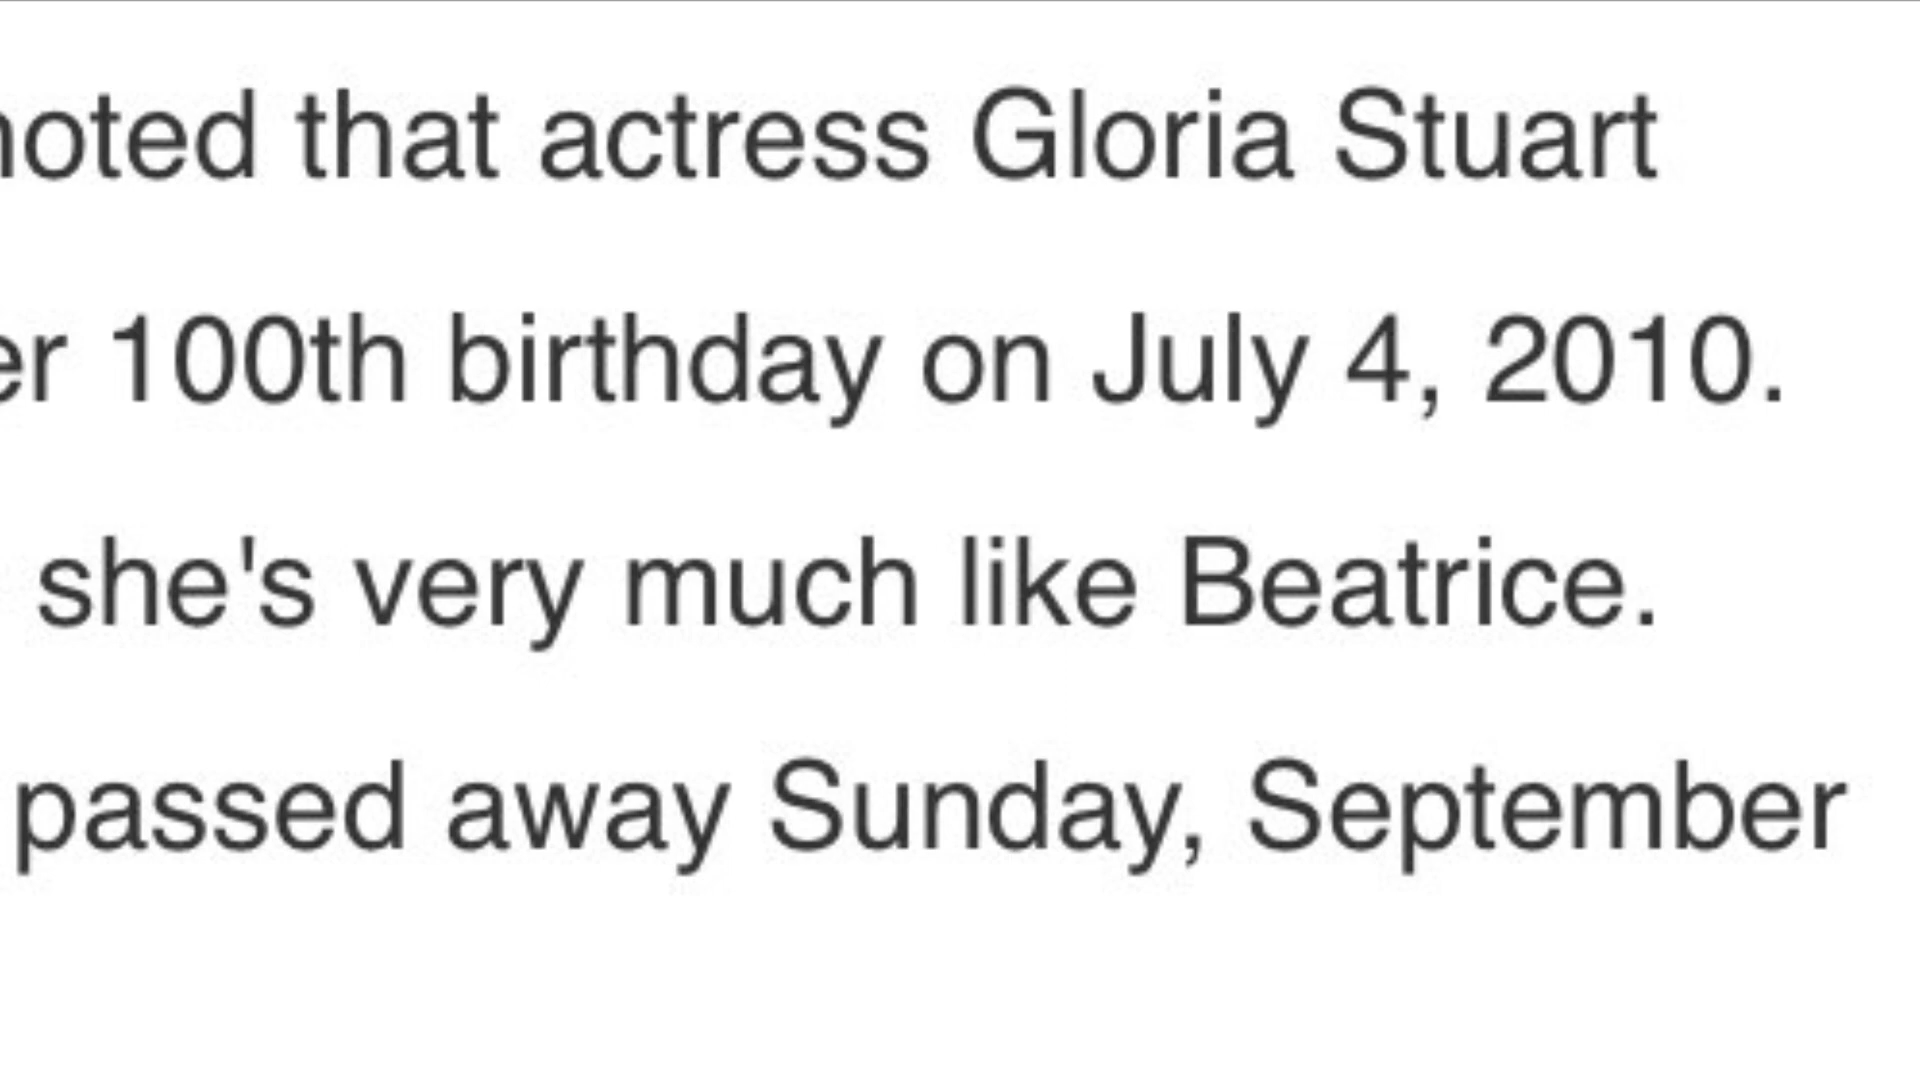 noted that actress Gloria Stuart
er 100th birthday on July 4, 2010.
she's very much like Beatrice.
passed away Sunday, September